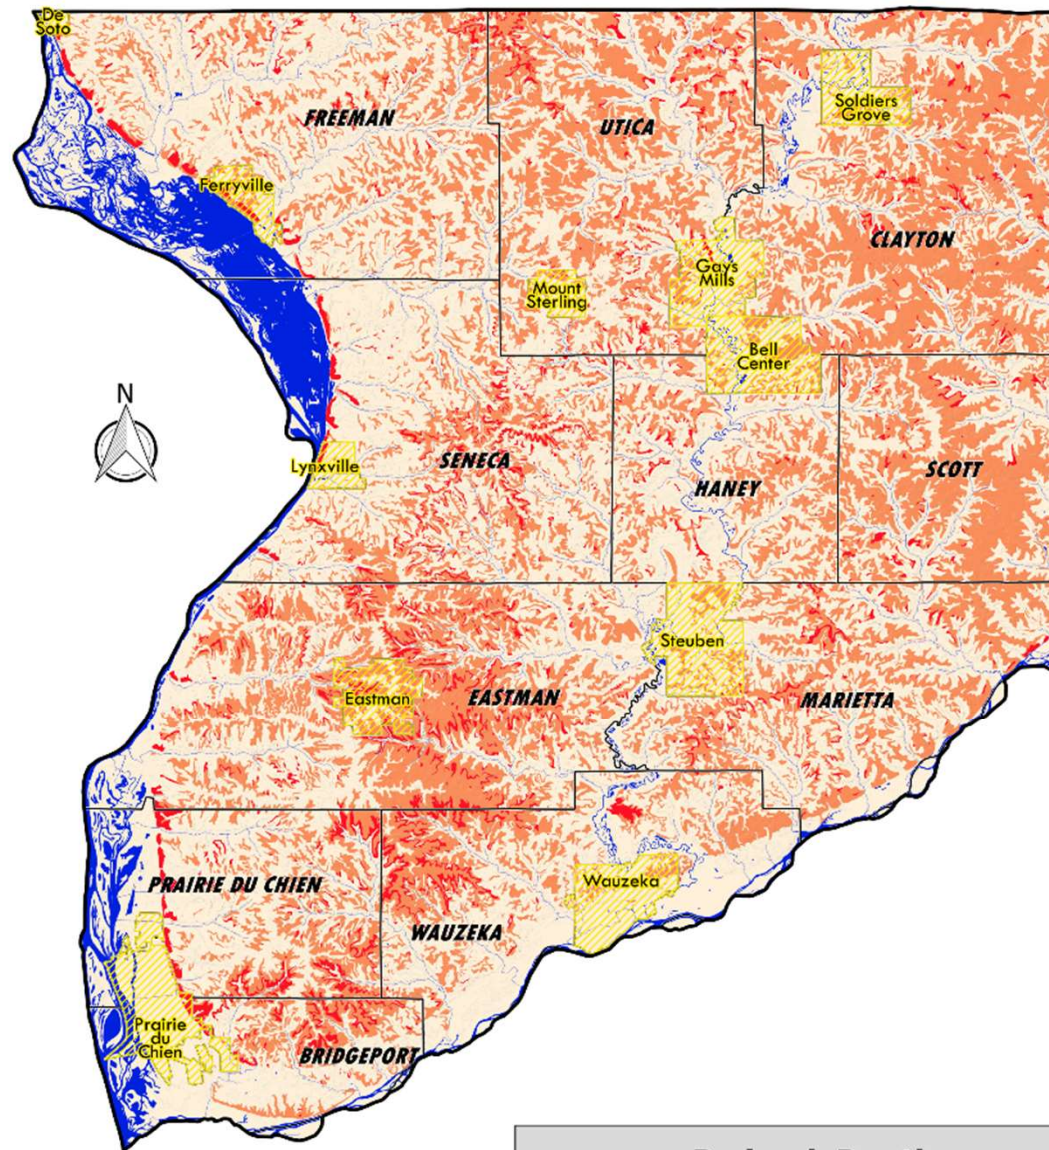 De
Soto
FREEMAN
UTICA
Soldiers
Grove
Ferryville
CLAYTON
Gays
Mills
Mount
Sterling
Bell
Center
N
Lynxville
SENECA
HANEY
SCOTT
Steuben
Eastman
EASTMAN
MARIETTA
Wauzeka
PRAIRIE DU CHIEN
WAUZEKA
Prairie
du
Chien
BRIDGEPORT